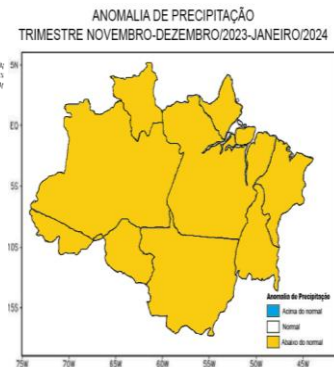 ANOMALIA DE PRECIPITAÇÃO
TRIMESTRE NOVEMBRO-DEZEMBRO/2023-JANEIRO/2024
5N
EQ
5S
10S
15S
Anomalia de Precipitação
Acima do normal
Normal
Abaixo do normal
75W 70W 65W 60W 55W 50W 45W